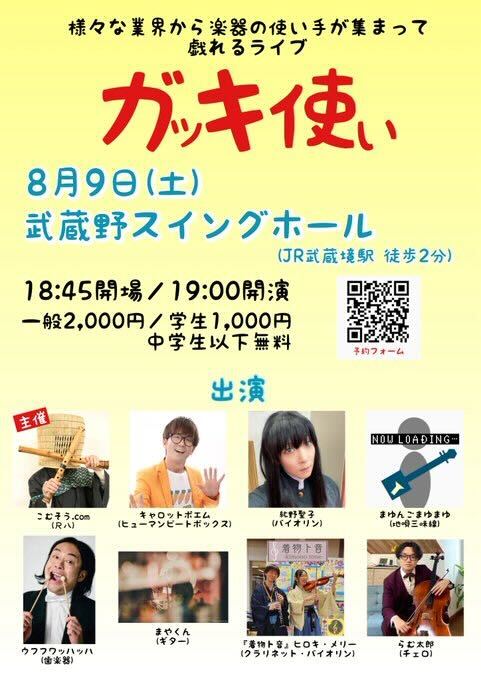 様々な業界から楽器の使い手が集まって
戯れるライブ
ガッキ使い
8月9日(土)
武蔵野スイングホール
(JR武蔵境駅 徒歩2分)
18:45開場/19:00開演
一般2,000円/学生1,000円
中学生以下無料
予約フォーム
出演
主催
こむそう.com
(尺八)
キャロットポエム
(ヒューマンビートボックス)
秕野聖子
(バイオリン)
NOW LOADING…
まゆんごまゆまゆ
(地唄三味線)
ウフフワッハッハ
(歯楽器)
まやくん
(ギター)
着物ト音
『着物ト音』ヒロキ・メリー
(クラリネット・バイオリン)
らむ太郎
(チェロ)